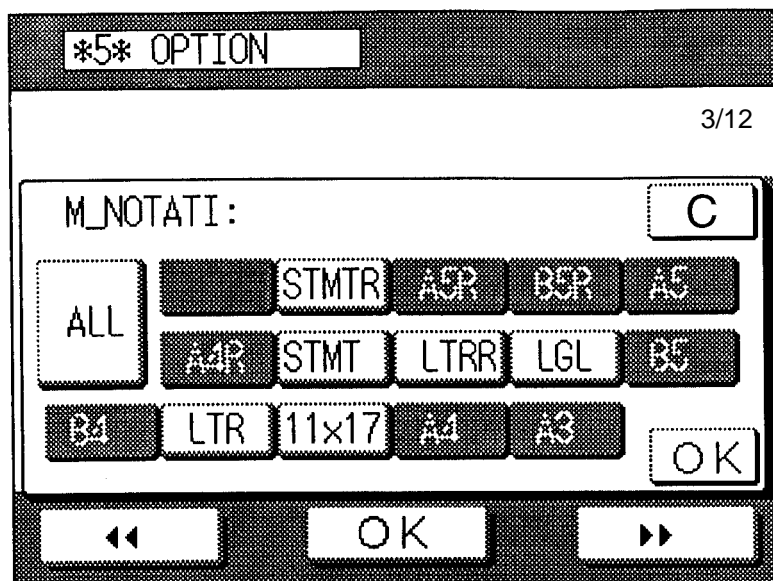 *5* OPTION
3/12
M_NOTATI:
C
ALL
STMTR A5R B5R A5
A4R STMT LTRR LGL B5
B4 LTR 11x17 A4 A3
OK
OK